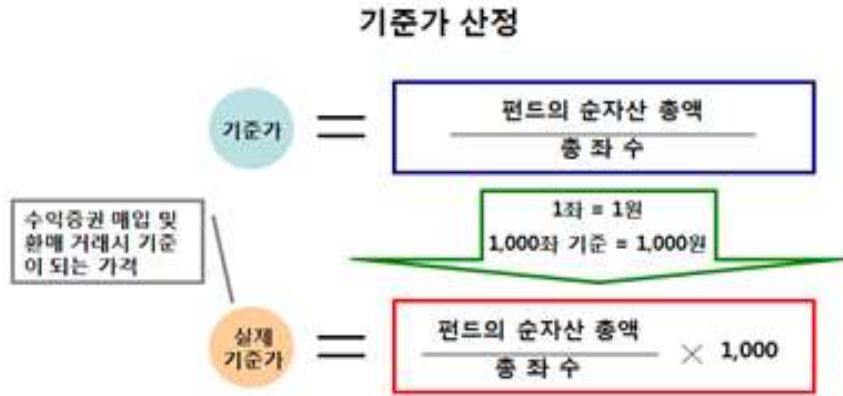 기준가 산정
기준가
=
펀드의 순자산 총액
총 좌 수
수익증권 매입 및
환매 거래시 기준
이 되는 가격
1좌 = 1원
1,000좌 기준 = 1,000원
실제
기준가
=
펀드의 순자산 총액
총 좌 수
× 1,000